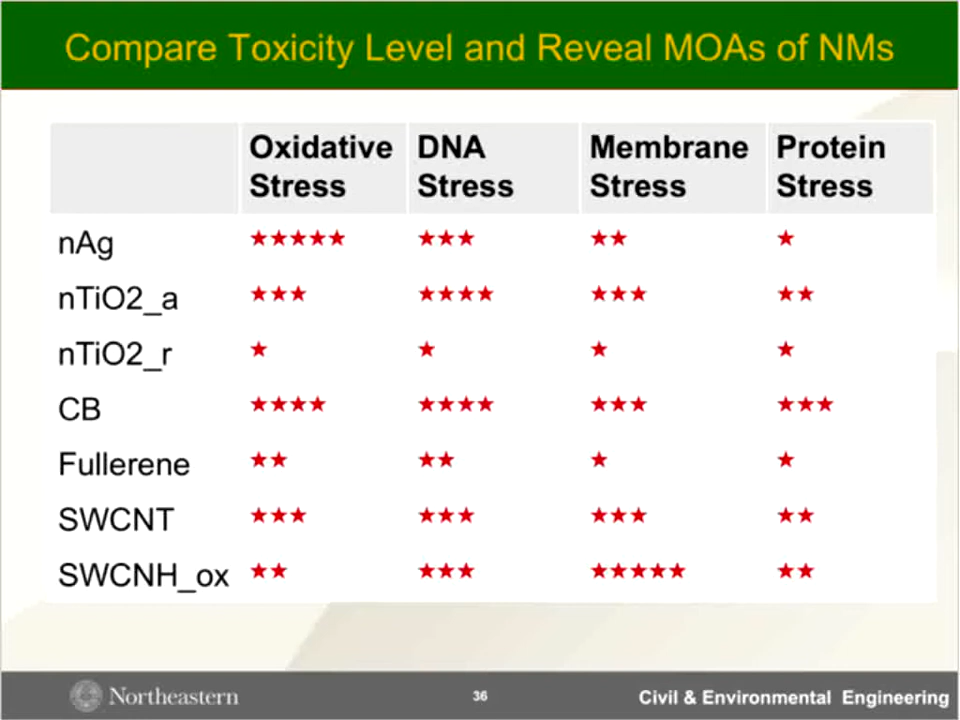 Compare Toxicity Level and Reveal MOAs of NMs
Oxidative Stress DNA Stress Membrane Stress Protein Stress
nAg ★★★★★ ★★★ ★★ ★
nTiO2_a ★★★ ★★★★ ★★★ ★★
nTiO2_r ★ ★ ★ ★
CB ★★★★ ★★★★ ★★★ ★★★
Fullerene ★★ ★★ ★ ★
SWCNT ★★★ ★★★ ★★★ ★★
SWCNH_ox ★★ ★★★ ★★★★★ ★★
Northeastern 36 Civil & Environmental Engineering